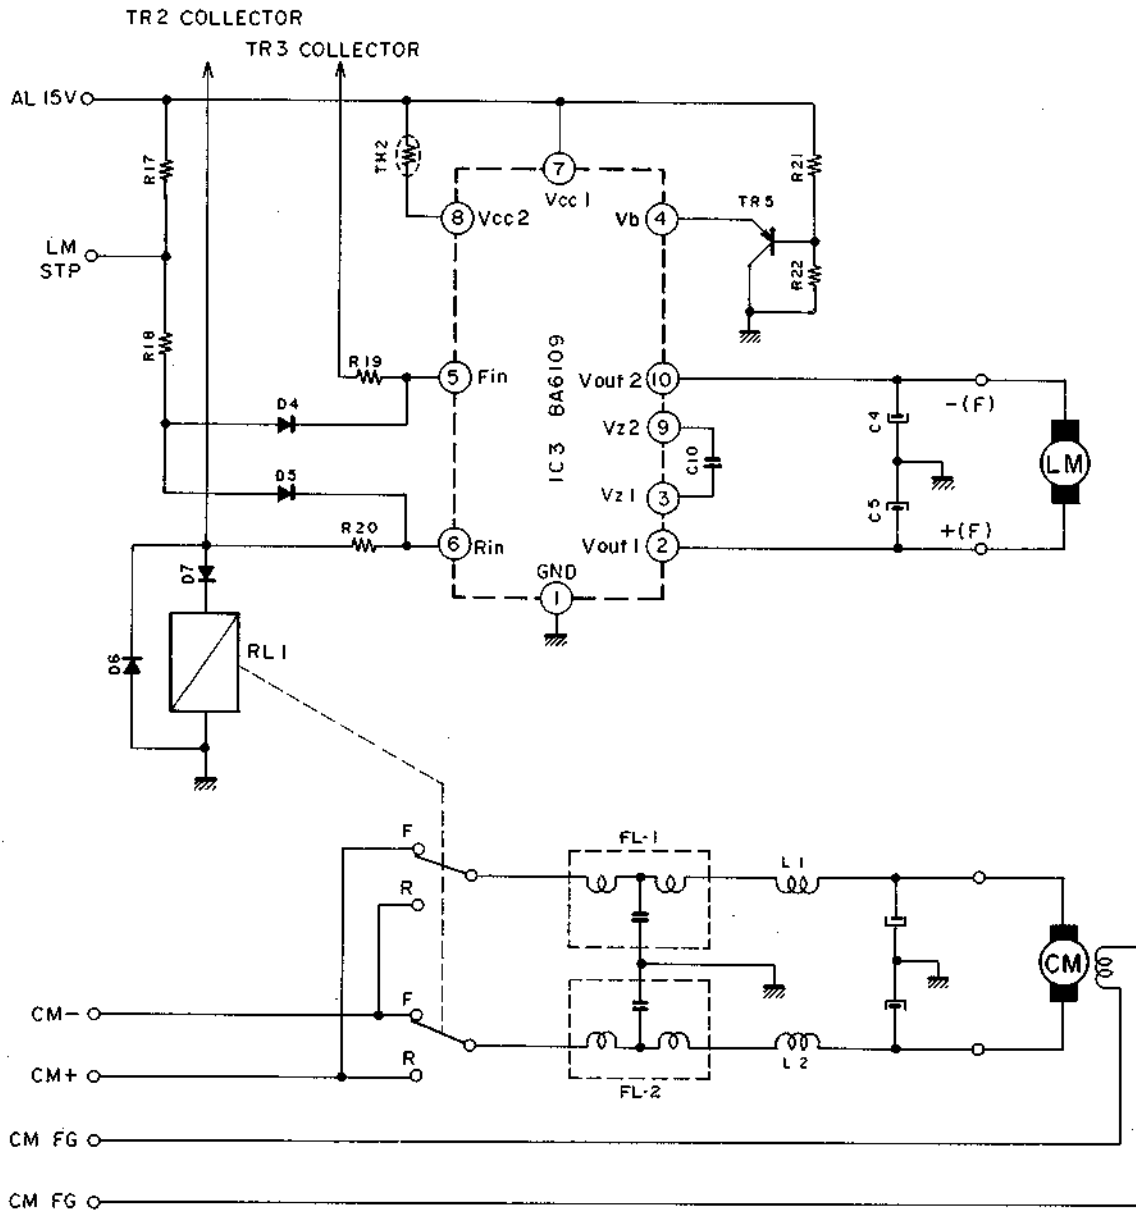 TR2 COLLECTOR
TR3 COLLECTOR
AL 15V
R17
TH2
7
Vcc 1
R21
8
Vcc2
Vb
4
TR5
LM
STP
R22
R18
R19
5
Fin
IC3 BA6109
Vout 2
10
-(F)
D4
C4
Vz2
9
C10
LM
D5
Vz1
3
C5
R20
6
Rin
Vout 1
2
+(F)
GND
1
D7
D6
RL1
F
FL-1
L1
R
CM
CM-
F
R
CM+
L2
FL-2
CM FG
CM FG